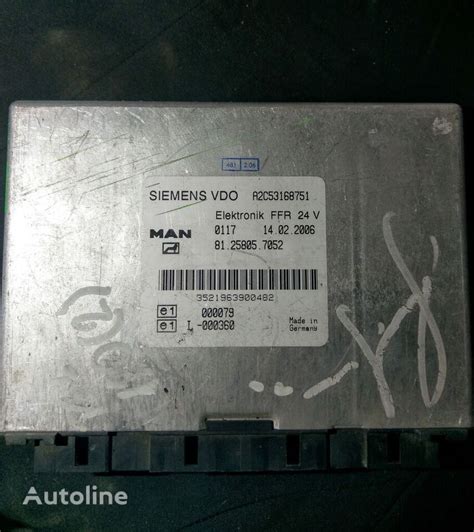 483 2.06
SIEMENS VDO A2C53168751
Elektronik FFR 24 V
MAN 0117 14.02.2006
81.25805.7052
3521963900482
e1 000079
e1 L-000360
Made in
Germany
Autoline